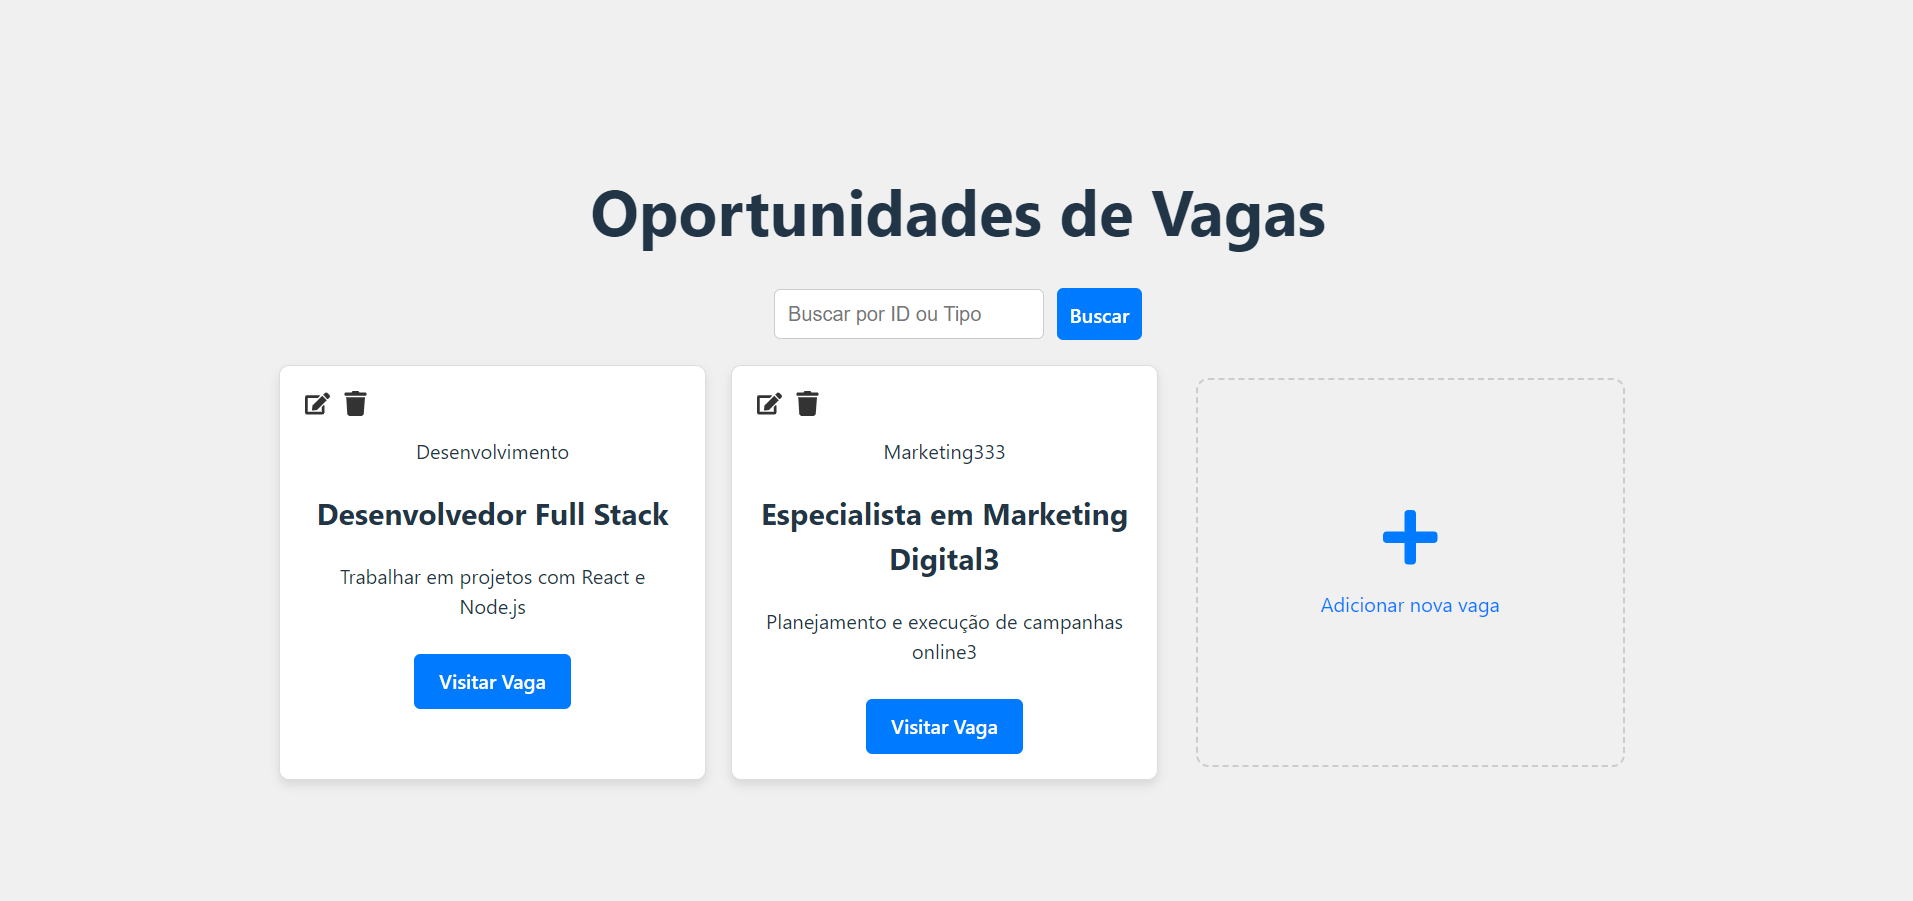 Oportunidades de Vagas
Buscar por ID ou Tipo
Buscar
Desenvolvimento
Desenvolvedor Full Stack
Trabalhar em projetos com React e
Node.js
Visitar Vaga
Marketing333
Especialista em Marketing
Digital3
Planejamento e execução de campanhas
online3
Visitar Vaga
Adicionar nova vaga